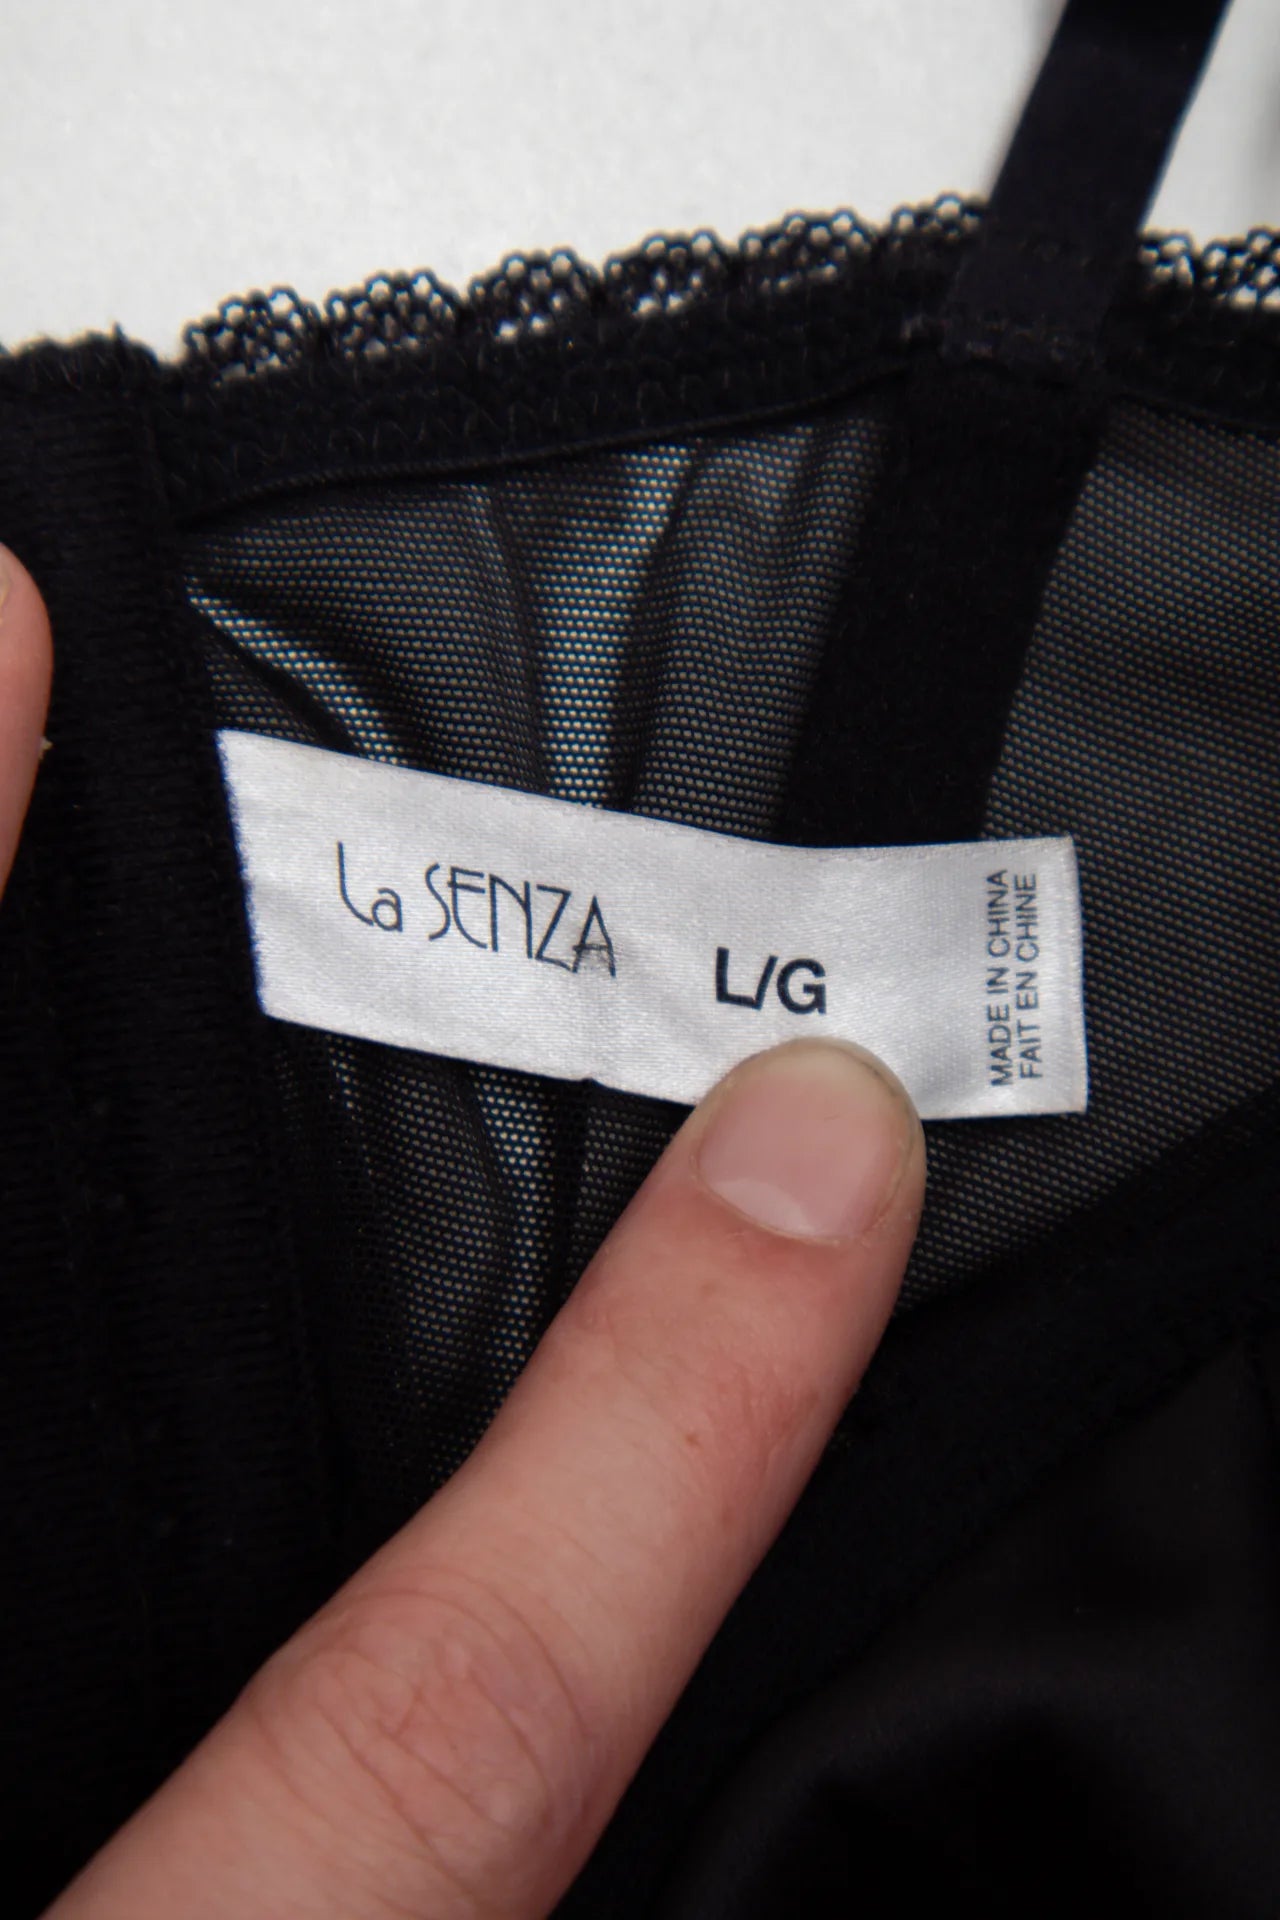 La SENZA
L/G
MADE IN CHINA
FAIT EN CHINE